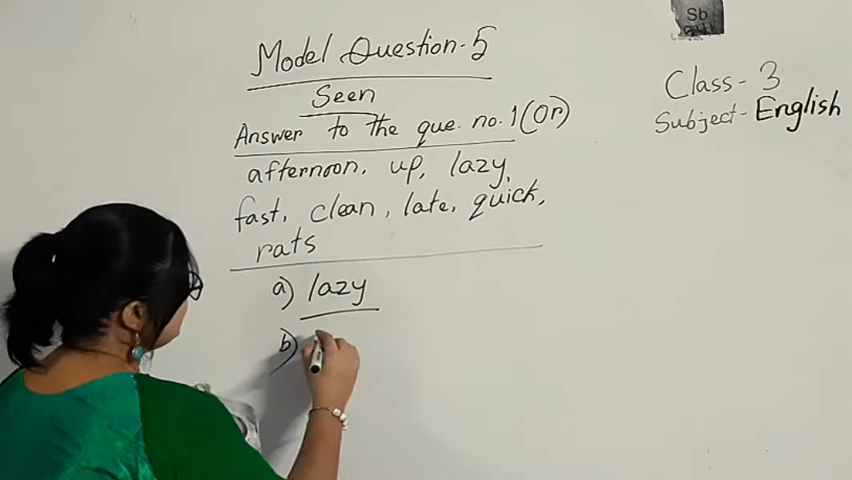 Model Question-5
Seen
Answer to the que. no. 1 (Or)
afternoon, up, lazy,
fast, clean, late, quick,
rats
a) lazy
b)
Sb
Class - 3
Subject - English